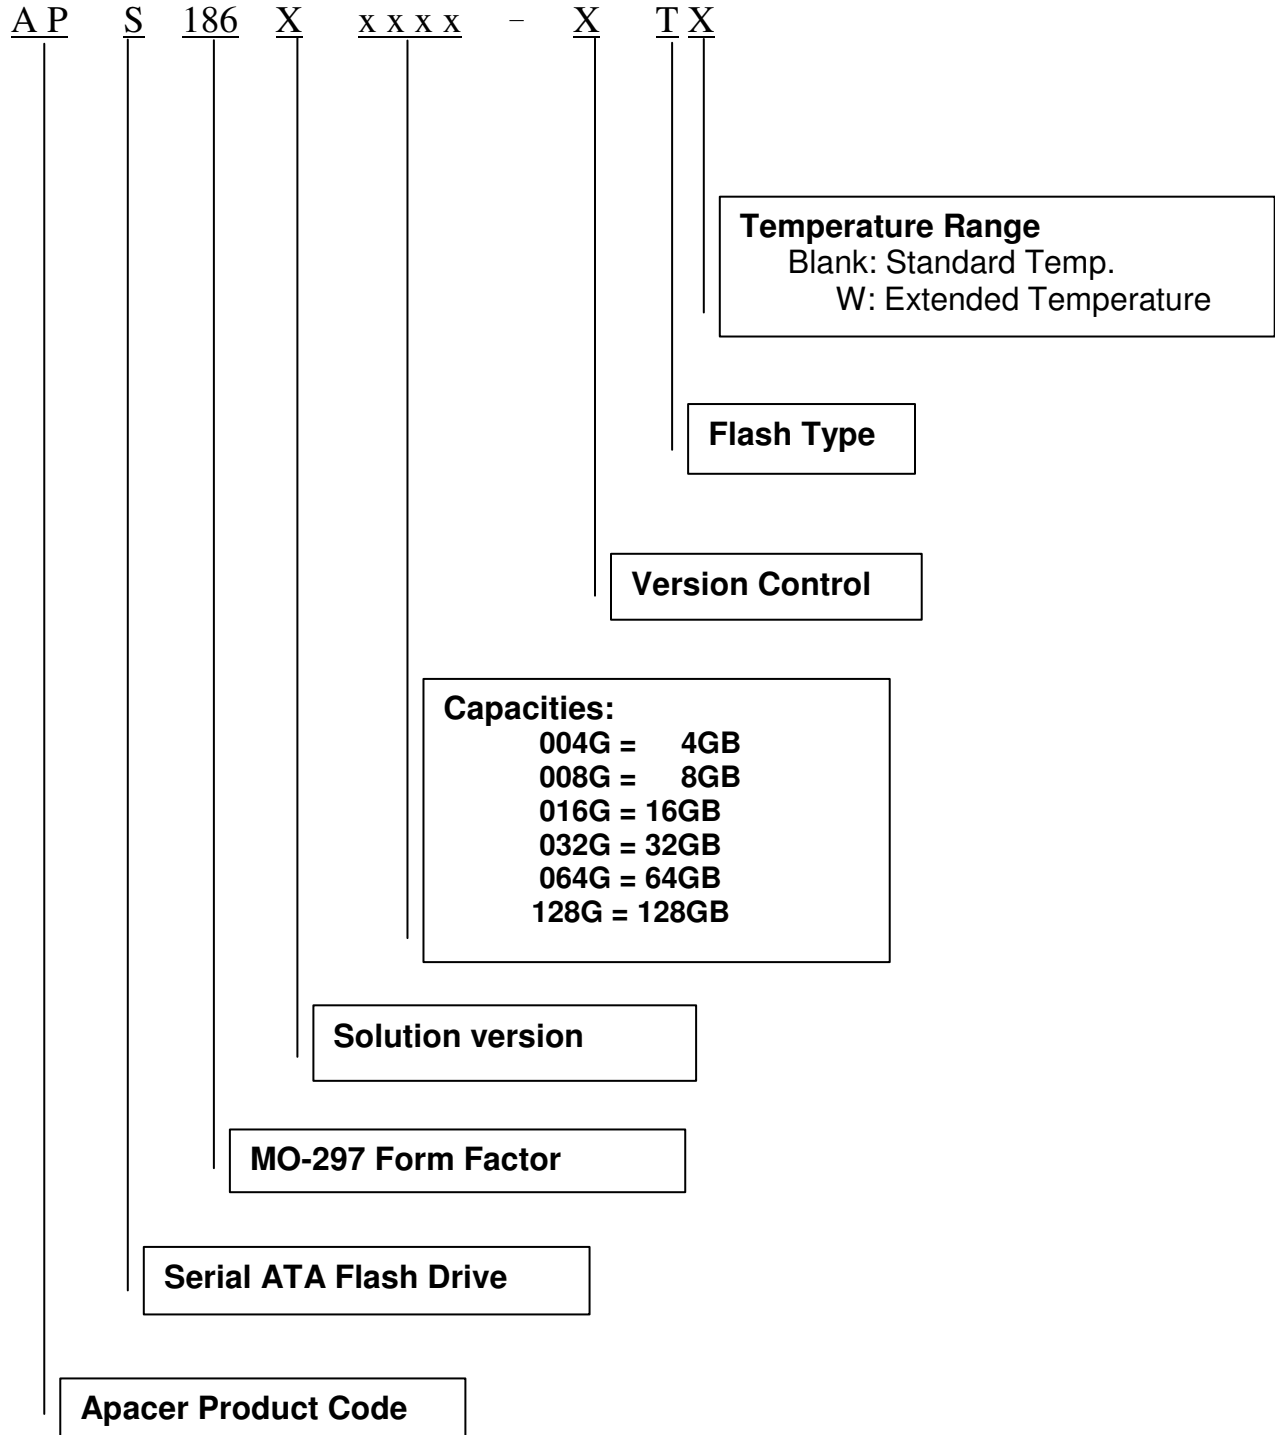 A P S 186 X x x x x – X T X
Temperature Range
Blank: Standard Temp.
W: Extended Temperature
Flash Type
Version Control
Capacities:
004G = 4GB
008G = 8GB
016G = 16GB
032G = 32GB
064G = 64GB
128G = 128GB
Solution version
MO-297 Form Factor
Serial ATA Flash Drive
Apacer Product Code